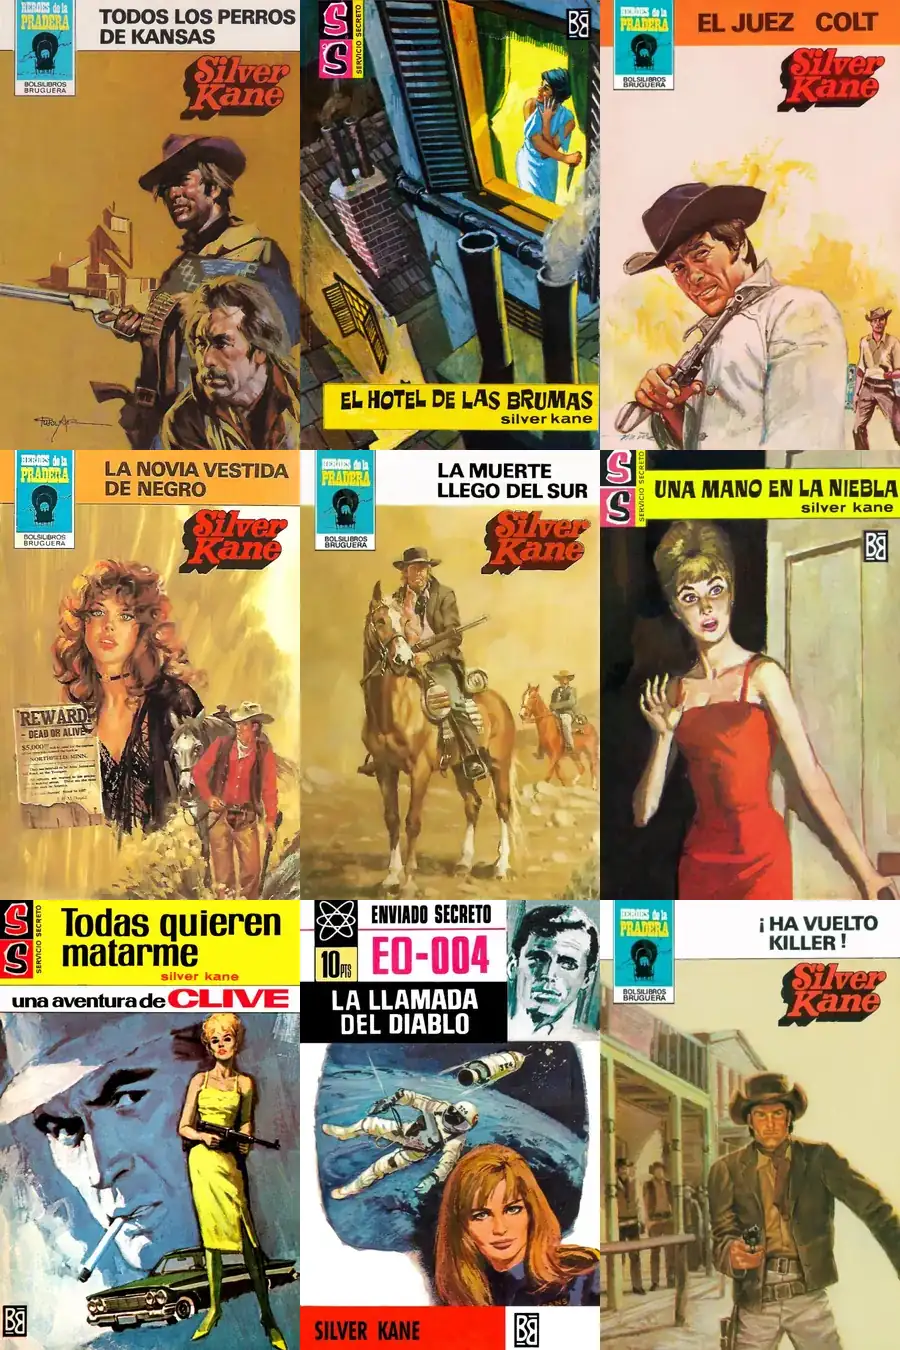 HEROES de la
PRADERA
BOLSILIBROS
BRUGUERA
TODOS LOS PERROS
DE KANSAS
Silver
Kane
S
S
SERVICIO SECRETO
B B
EL HOTEL DE LAS BRUMAS
silver kane
HEROES de la
PRADERA
BOLSILIBROS
BRUGUERA
EL JUEZ COLT
Silver
Kane
HEROES de la
PRADERA
BOLSILIBROS
BRUGUERA
LA NOVIA VESTIDA
DE NEGRO
Silver
Kane
REWARD
- DEAD OR ALIVE -
$5,000
NORTHFIELD MINN.
HEROES de la
PRADERA
BOLSILIBROS
BRUGUERA
LA MUERTE
LLEGO DEL SUR
Silver
Kane
S
S
SERVICIO SECRETO
UNA MANO EN LA NIEBLA
silver kane
B B
S
S
SERVICIO SECRETO
Todas quieren
matarme
silver kane
una aventura de CLIVE
B B
ENVIADO SECRETO
10 PTS
EO-004
LA LLAMADA
DEL DIABLO
SILVER KANE
B B
HEROES de la
PRADERA
BOLSILIBROS
BRUGUERA
¡HA VUELTO
KILLER!
Silver
Kane